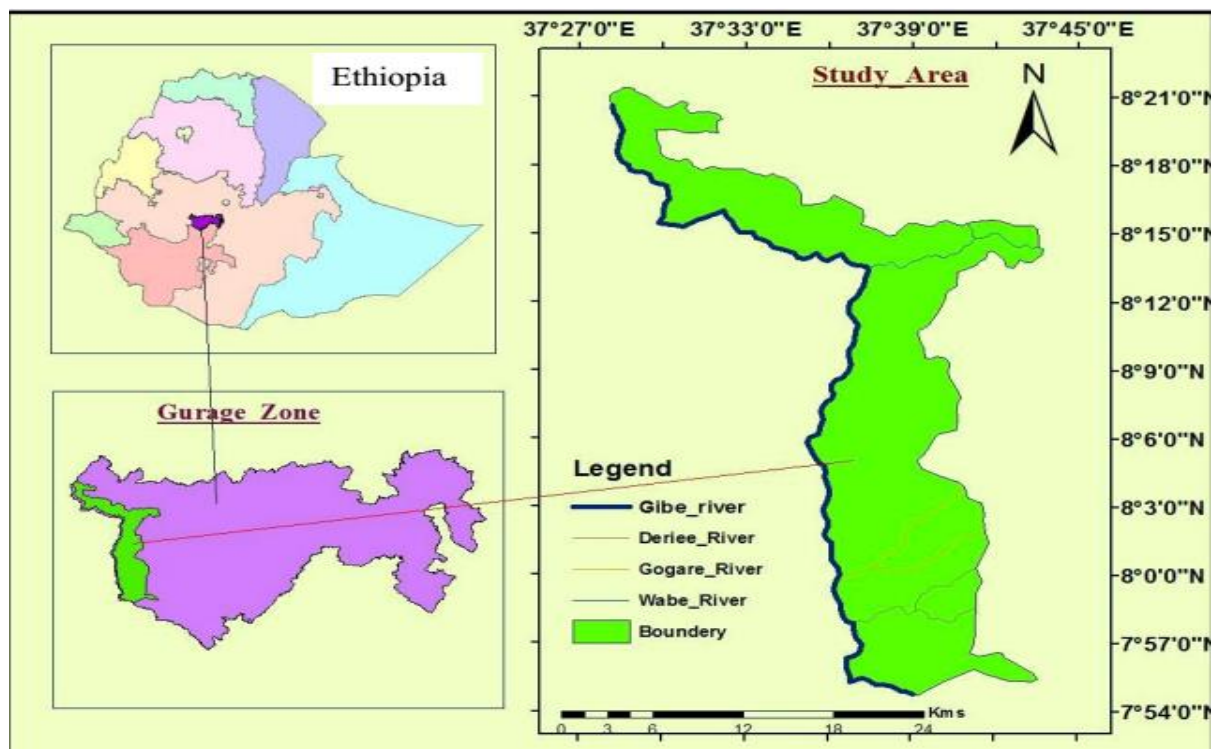 37°27'0"E 37°33'0"E 37°39'0"E 37°45'0"E
Ethiopia
Study_Area
N
8°21'0"N
8°18'0"N
8°15'0"N
8°12'0"N
8°9'0"N
8°6'0"N
8°3'0"N
8°0'0"N
7°57'0"N
7°54'0"N
Gurage_Zone
Legend
Gibe_river
Deriee_River
Gogare_River
Wabe_River
Boundery
Kms
0 3 6 12 18 24